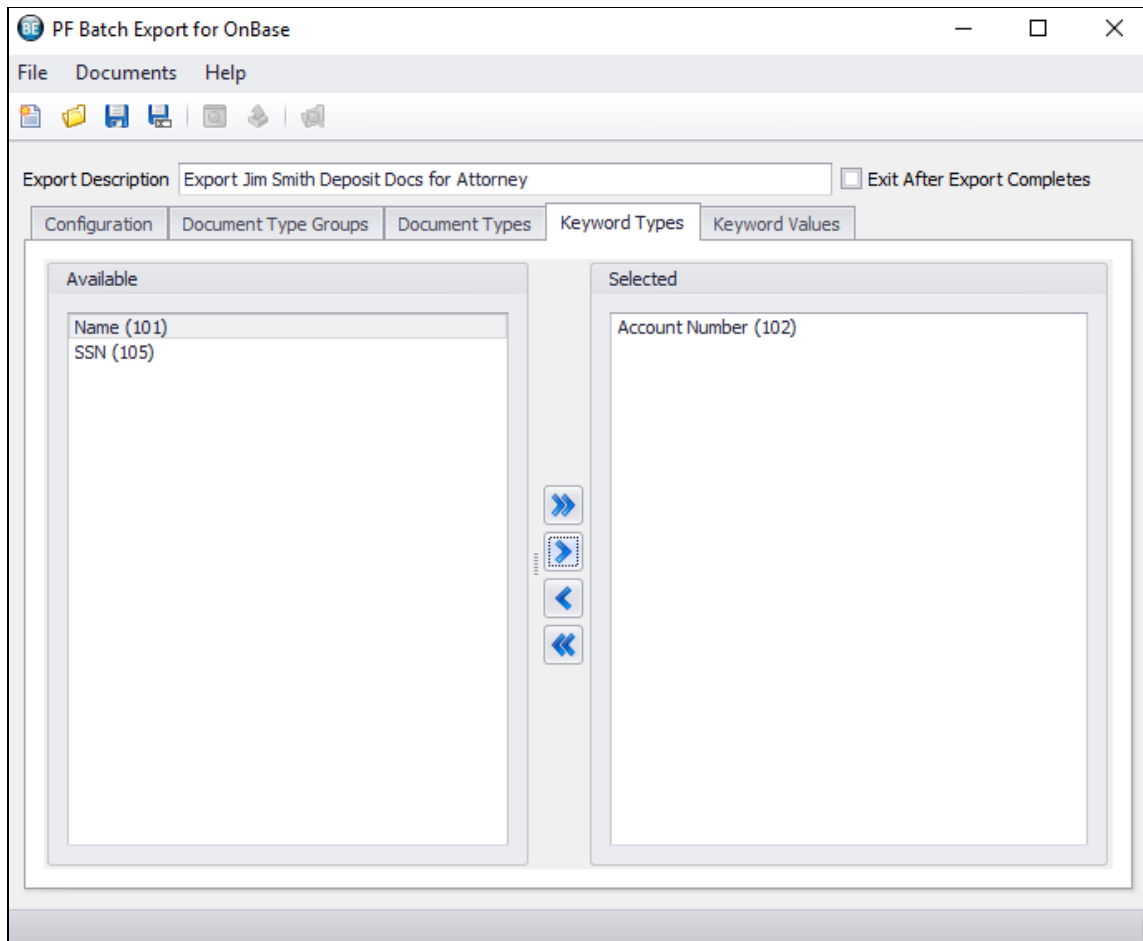 BE PF Batch Export for OnBase
File Documents Help
Export Description Export Jim Smith Deposit Docs for Attorney Exit After Export Completes
Configuration Document Type Groups Document Types Keyword Types Keyword Values
Available Selected
Name (101) Account Number (102)
SSN (105)